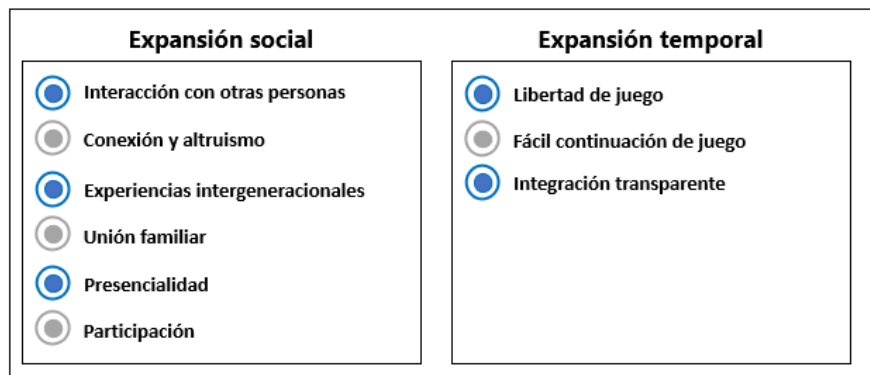 Expansión social
Interacción con otras personas
Conexión y altruismo
Experiencias intergeneracionales
Unión familiar
Presencialidad
Participación
Expansión temporal
Libertad de juego
Fácil continuación de juego
Integración transparente